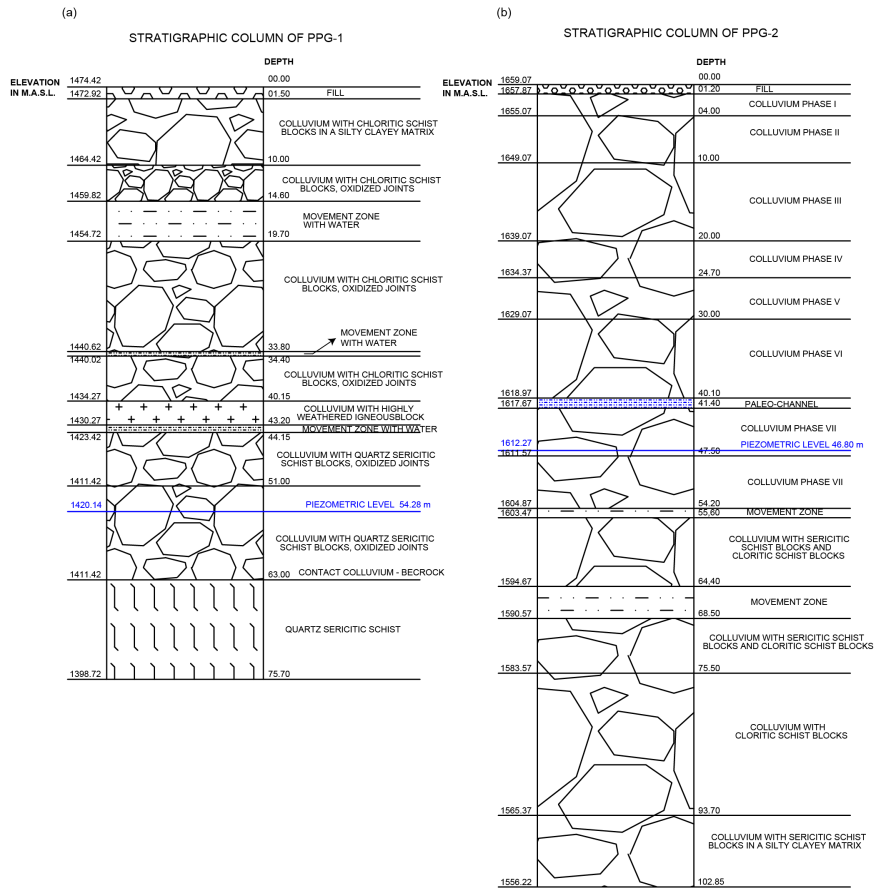 (a)
STRATIGRAPHIC COLUMN OF PPG-1
DEPTH
ELEVATION
IN M.A.S.L.
1474.42
00.00
1472.92
01.50
FILL
COLLUVIUM WITH CHLORITIC SCHIST
BLOCKS IN A SILTY CLAYEY MATRIX
1464.42
10.00
COLLUVIUM WITH CHLORITIC SCHIST
BLOCKS, OXIDIZED JOINTS
1459.82
14.60
MOVEMENT ZONE
WITH WATER
1454.72
19.70
COLLUVIUM WITH CHLORITIC SCHIST
BLOCKS, OXIDIZED JOINTS
MOVEMENT ZONE
WITH WATER
1440.62
33.80
1440.02
34.40
COLLUVIUM WITH CHLORITIC SCHIST
BLOCKS, OXIDIZED JOINTS
1434.27
40.15
COLLUVIUM WITH HIGHLY
WEATHERED IGNEOUSBLOCK
1430.27
43.20
MOVEMENT ZONE WITH WATER
1423.42
44.15
COLLUVIUM WITH QUARTZ SERICITIC
SCHIST BLOCKS, OXIDIZED JOINTS
1411.42
51.00
1420.14
PIEZOMETRIC LEVEL 54.28 m
COLLUVIUM WITH QUARTZ SERICITIC
SCHIST BLOCKS, OXIDIZED JOINTS
CONTACT COLLUVIUM - BECROCK
1411.42
63.00
QUARTZ SERICITIC SCHIST
1398.72
75.70
(b)
STRATIGRAPHIC COLUMN OF PPG-2
DEPTH
ELEVATION
IN M.A.S.L.
1659.07
00.00
1657.87
01.20
FILL
COLLUVIUM PHASE I
1655.07
04.00
COLLUVIUM PHASE II
1649.07
10.00
COLLUVIUM PHASE III
1639.07
20.00
COLLUVIUM PHASE IV
1634.37
24.70
COLLUVIUM PHASE V
1629.07
30.00
COLLUVIUM PHASE VI
1618.97
40.10
1617.67
41.40
PALEO-CHANNEL
COLLUVIUM PHASE VII
1612.27
PIEZOMETRIC LEVEL 46.80 m
1611.57
47.50
COLLUVIUM PHASE VII
1604.87
54.20
MOVEMENT ZONE
1603.47
55,60
COLLUVIUM WITH SERICITIC
SCHIST BLOCKS AND
CLORITIC SCHIST BLOCKS
1594.67
64,40
MOVEMENT ZONE
1590.57
68.50
COLLUVIUM WITH SERICITIC SCHIST
BLOCKS AND CLORITIC SCHIST BLOCKS
1583.57
75.50
COLLUVIUM WITH
CLORITIC SCHIST BLOCKS
1565.37
93.70
COLLUVIUM WITH SERICITIC SCHIST
BLOCKS IN A SILTY CLAYEY MATRIX
1556.22
102.85